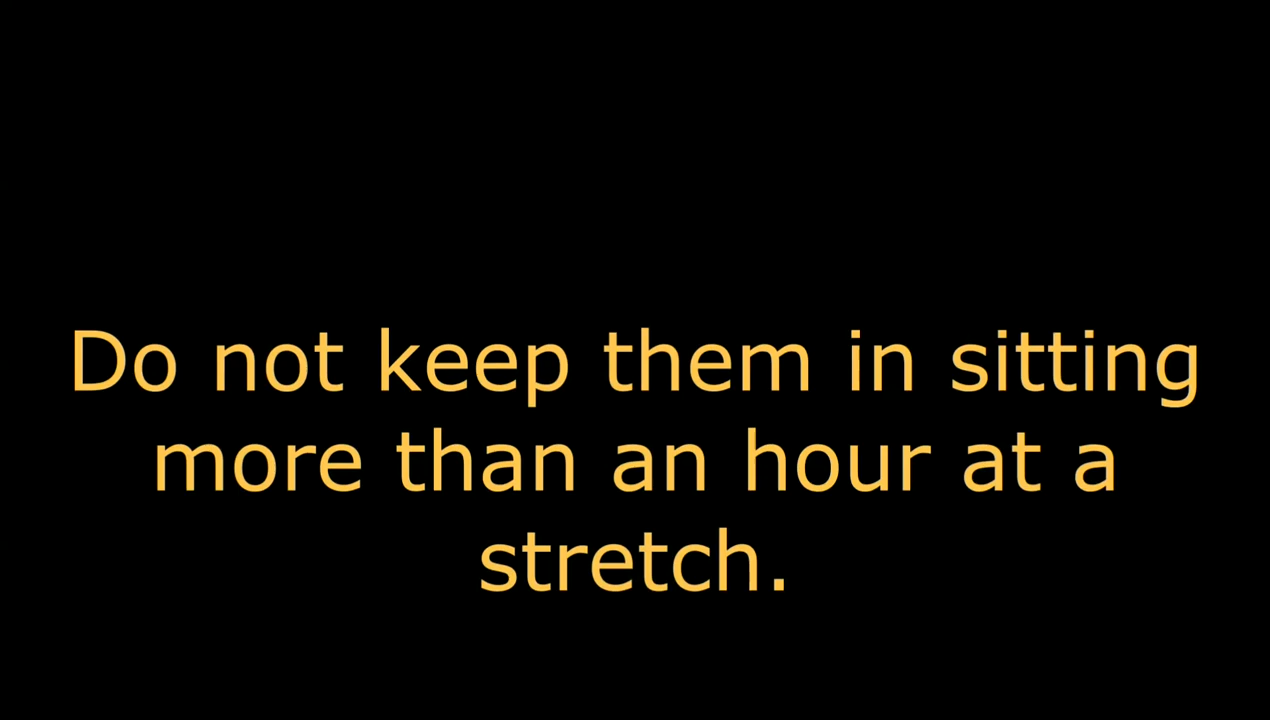 Do not keep them in sitting
more than an hour at a
stretch.